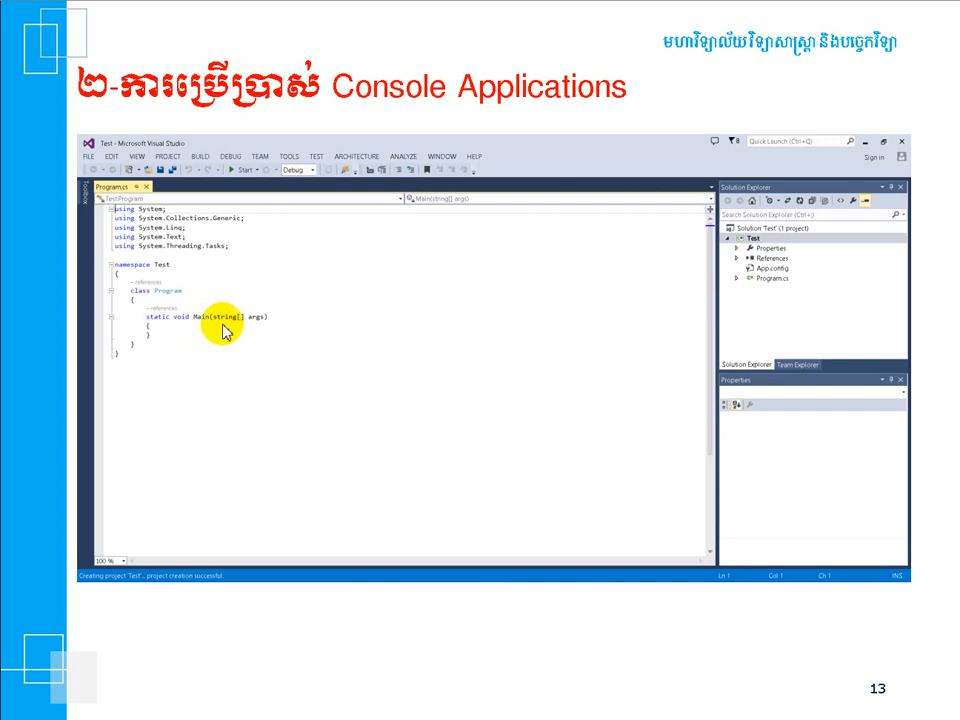 មហាវិទ្យាល័យវិទ្យាសាស្ត្រ និងបច្ចេកវិទ្យា
២-ការប្រើប្រាស់ Console Applications
Test - Microsoft Visual Studio
8
Quick Launch (Ctrl+Q)
FILE EDIT VIEW PROJECT BUILD DEBUG TEAM TOOLS TEST ARCHITECTURE ANALYZE WINDOW HELP
Sign in
Start Debug
Toolbox
Program.cs
Test.Program
Main(string[] args)
using System;
using System.Collections.Generic;
using System.Linq;
using System.Text;
using System.Threading.Tasks;
namespace Test
{
- references
class Program
{
- references
static void Main(string[] args)
{
}
}
}
100 %
Solution Explorer
Search Solution Explorer (Ctrl+;)
Solution 'Test' (1 project)
Test
Properties
References
App.config
Program.cs
Solution Explorer Team Explorer
Properties
Creating project 'Test'... project creation successful.
Ln 1 Col 1 Ch 1 INS
13